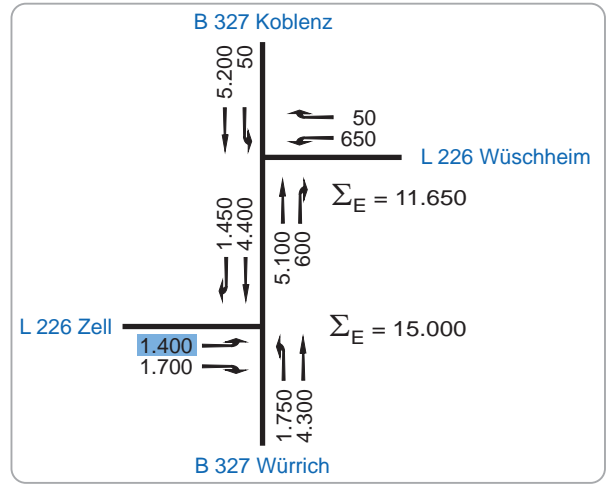 B 327 Koblenz
5.200
50
50
650
L 226 Wüschheim
Σ_E = 11.650
5.100
600
1.450
4.400
L 226 Zell
1.400
1.700
Σ_E = 15.000
1.750
4.300
B 327 Würrich